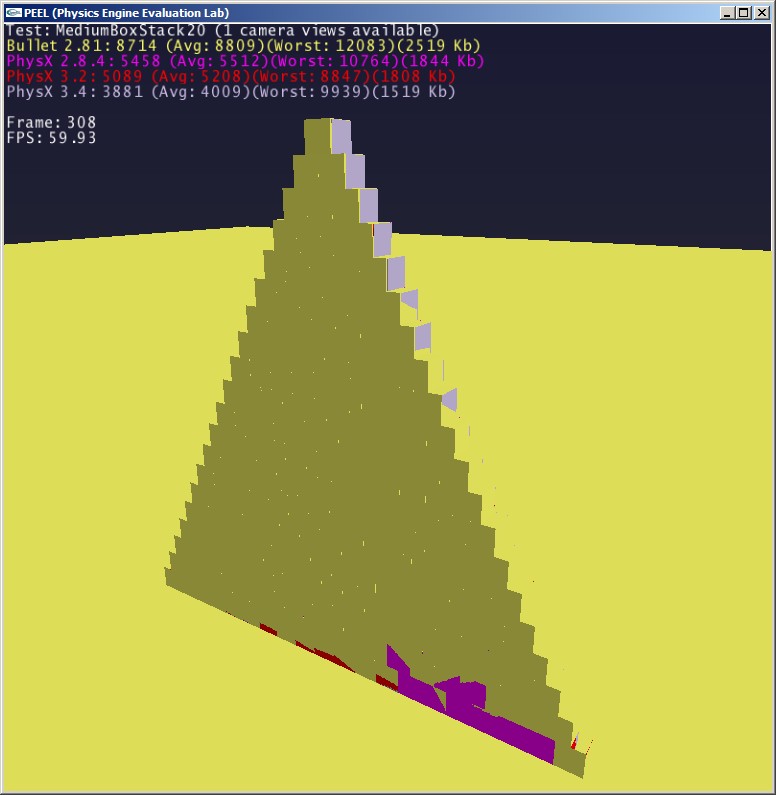 PEEL (Physics Engine Evaluation Lab)
Test: MediumBoxStack20 (1 camera views available)
Bullet 2.81: 8714 (Avg: 8809)(Worst: 12083)(2519 Kb)
PhysX 2.8.4: 5458 (Avg: 5512)(Worst: 10764)(1844 Kb)
PhysX 3.2: 5089 (Avg: 5208)(Worst: 8847)(1808 Kb)
PhysX 3.4: 3881 (Avg: 4009)(Worst: 9939)(1519 Kb)
Frame: 308
FPS: 59.93